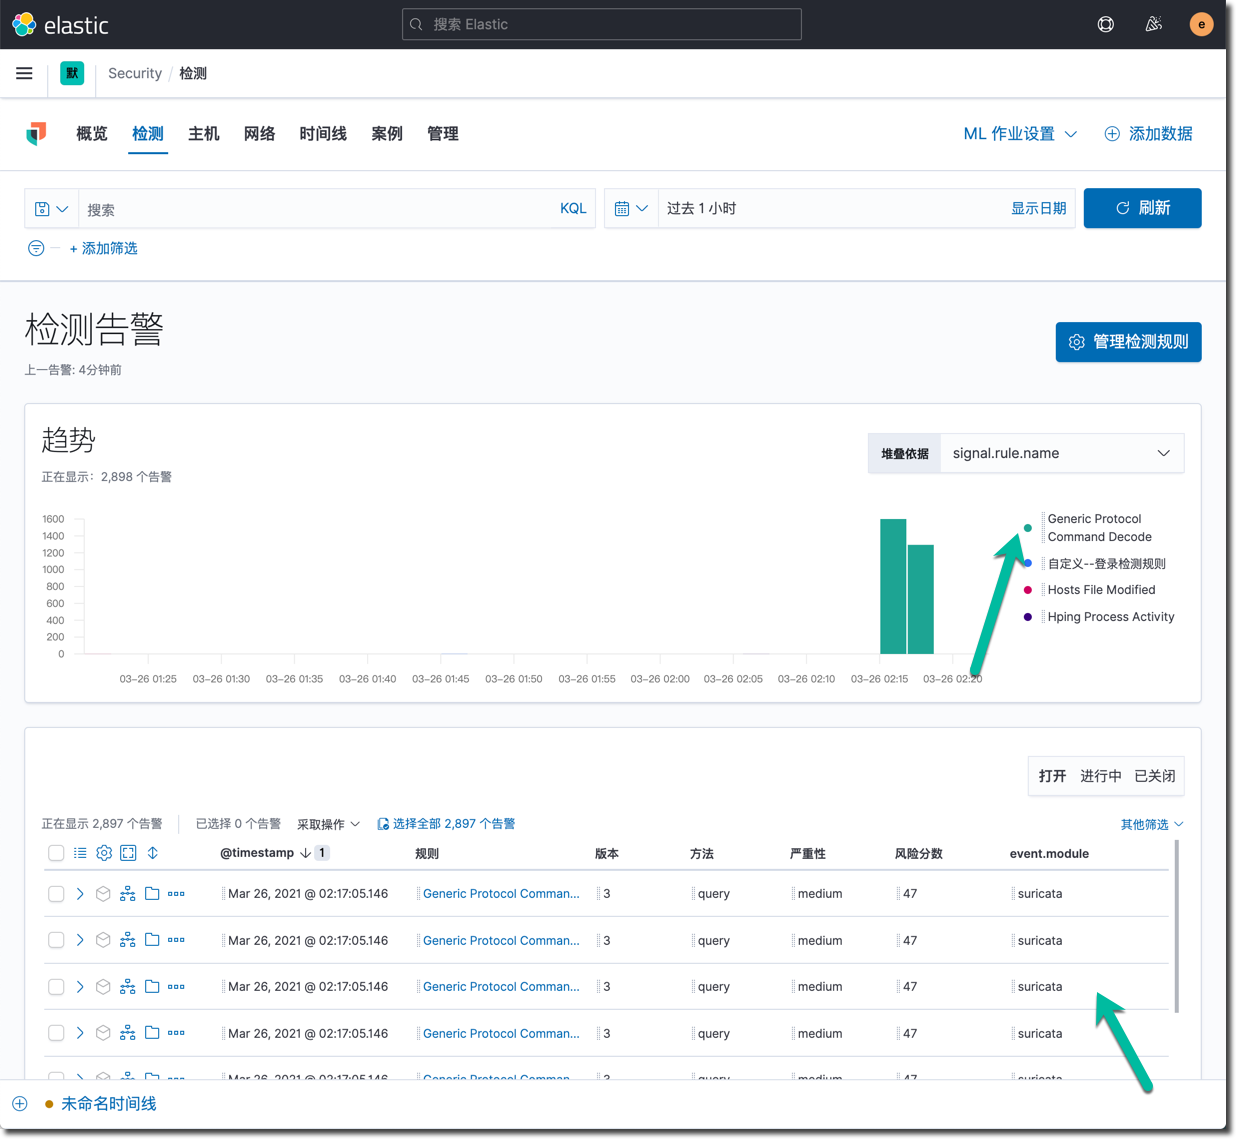 elastic
搜索 Elastic
e
默
Security / 检测
概览 检测 主机 网络 时间线 案例 管理
ML 作业设置
添加数据
搜索
KQL
过去 1 小时
显示日期
刷新
+ 添加筛选
检测告警
上一告警: 4分钟前
管理检测规则
趋势
正在显示: 2,898 个告警
堆叠依据 signal.rule.name
1600
1400
1200
1000
800
600
400
200
0
03-26 01:25 03-26 01:30 03-26 01:35 03-26 01:40 03-26 01:45 03-26 01:50 03-26 01:55 03-26 02:00 03-26 02:05 03-26 02:10 03-26 02:15 03-26 02:20
Generic Protocol
Command Decode
自定义--登录检测规则
Hosts File Modified
Hping Process Activity
打开 进行中 已关闭
正在显示 2,897 个告警 已选择 0 个告警 采取操作 选择全部 2,897 个告警 其他筛选
@timestamp 1 规则 版本 方法 严重性 风险分数 event.module
Mar 26, 2021 @ 02:17:05.146 Generic Protocol Comman... 3 query medium 47 suricata
Mar 26, 2021 @ 02:17:05.146 Generic Protocol Comman... 3 query medium 47 suricata
Mar 26, 2021 @ 02:17:05.146 Generic Protocol Comman... 3 query medium 47 suricata
Mar 26, 2021 @ 02:17:05.146 Generic Protocol Comman... 3 query medium 47 suricata
Mar 26, 2021 @ 02:17:05.146 Generic Protocol Comman... 3 query medium 47 suricata
未命名时间线